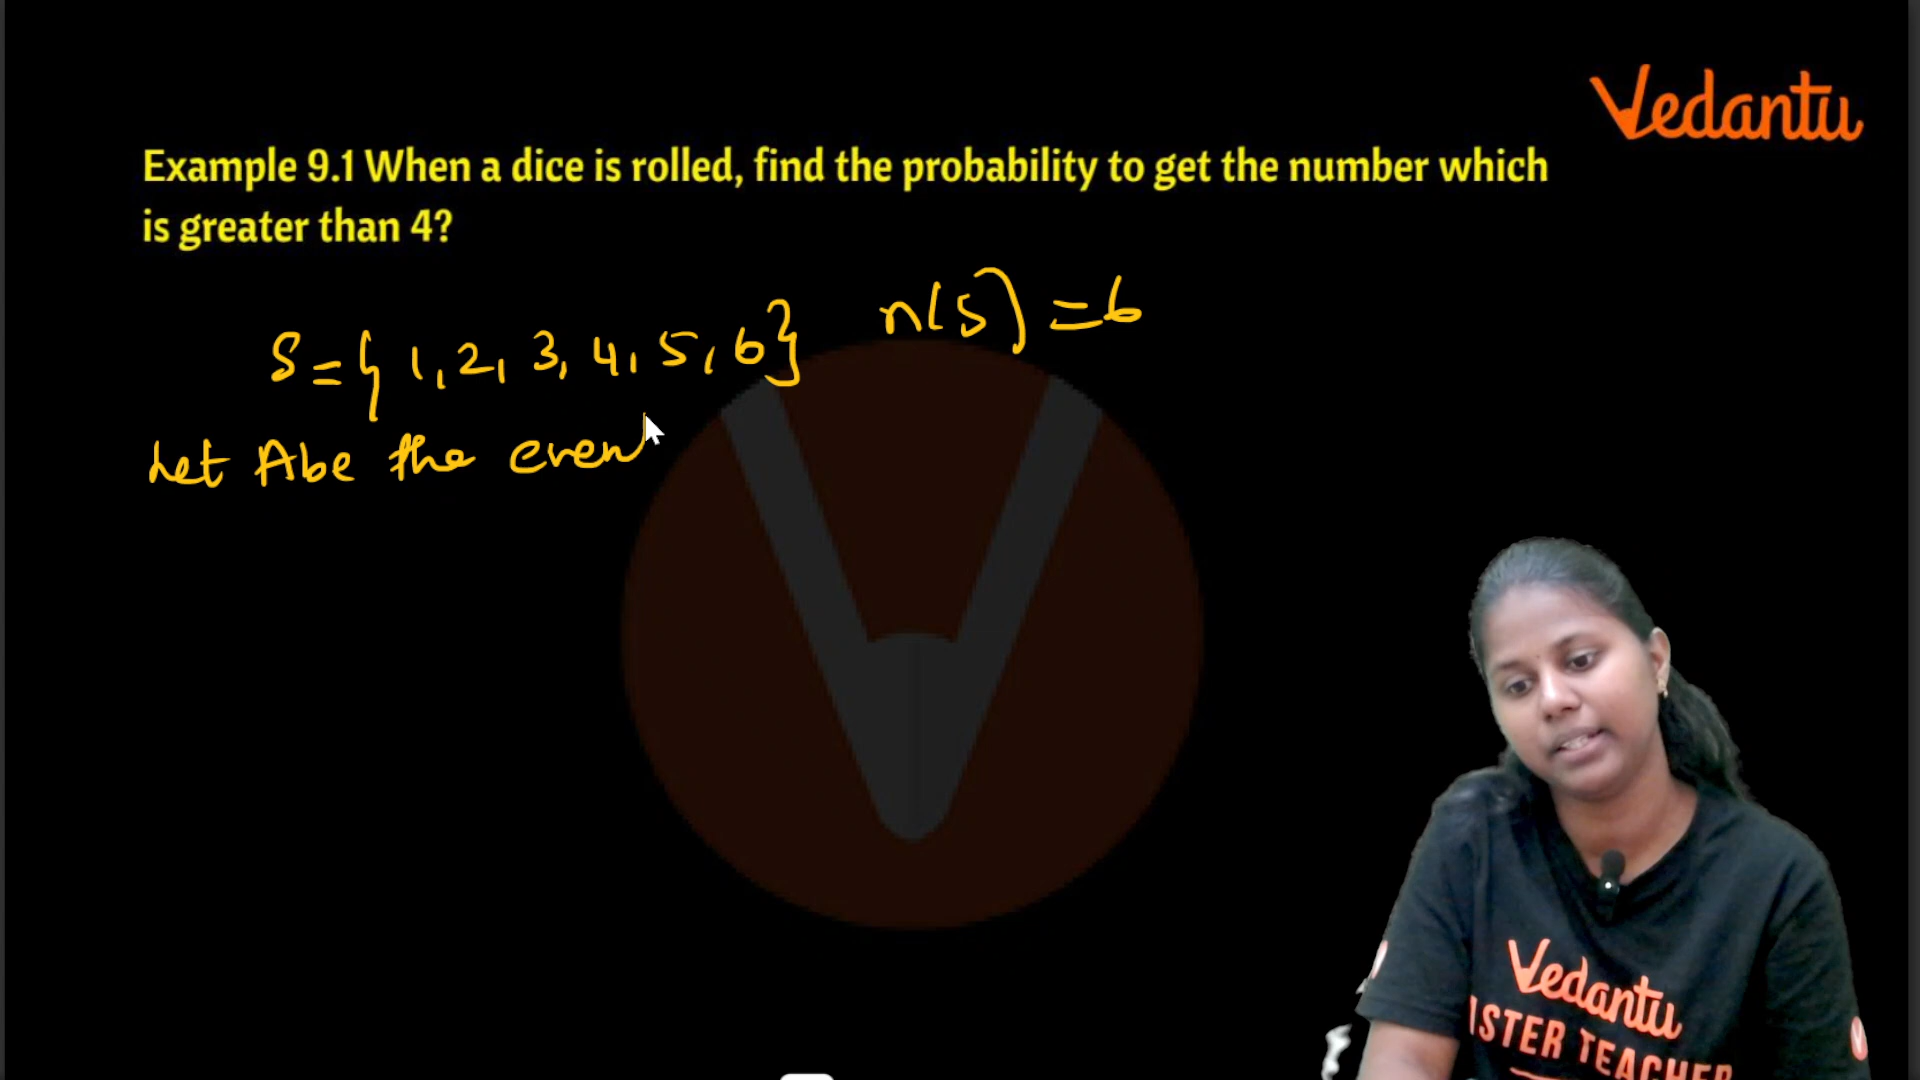 Vedantu
Example 9.1 When a dice is rolled, find the probability to get the number which
is greater than 4?
S = { 1, 2, 3, 4, 5, 6 } n(S) = 6
Let A be the even
Vedantu
STER TEACHER